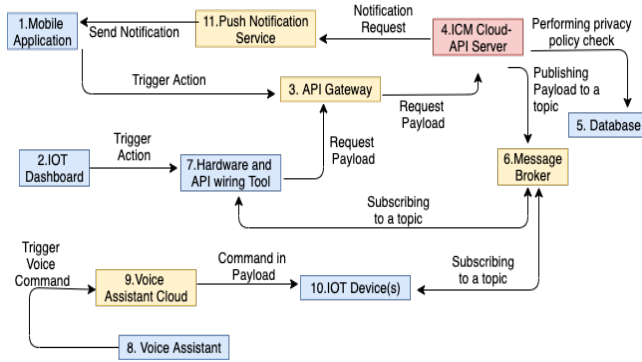 1.Mobile
Application
Send Notification
11.Push Notification
Service
Notification
Request
4.ICM Cloud-
API Server
Performing privacy
policy check
Trigger Action
3. API Gateway
Request
Payload
Publishing
Payload to a
topic
5. Database
2.IOT
Dashboard
Trigger
Action
7.Hardware and
API wiring Tool
Request
Payload
6.Message
Broker
Subscribing
to a topic
Trigger
Voice
Command
9.Voice
Assistant Cloud
Command in
Payload
10.IOT Device(s)
Subscribing
to a topic
8. Voice Assistant